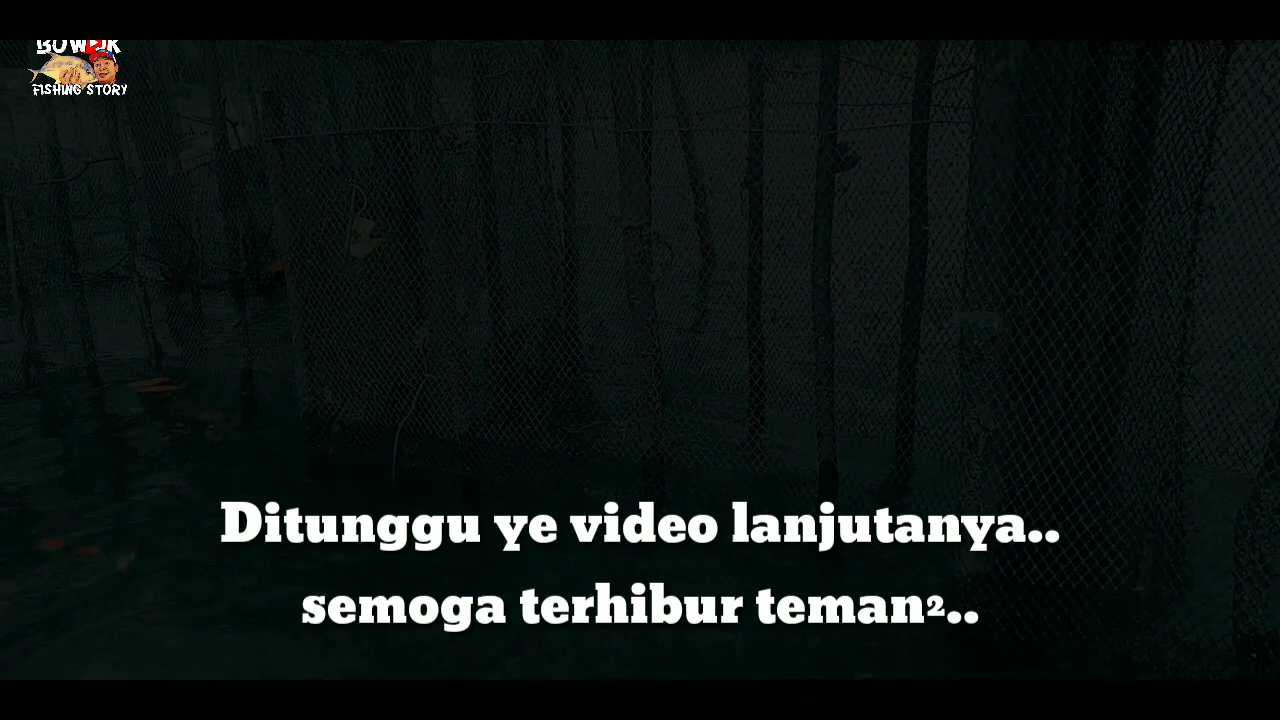 FISHING STORY
Ditunggu ye video lanjutanya..
semoga terhibur teman²..